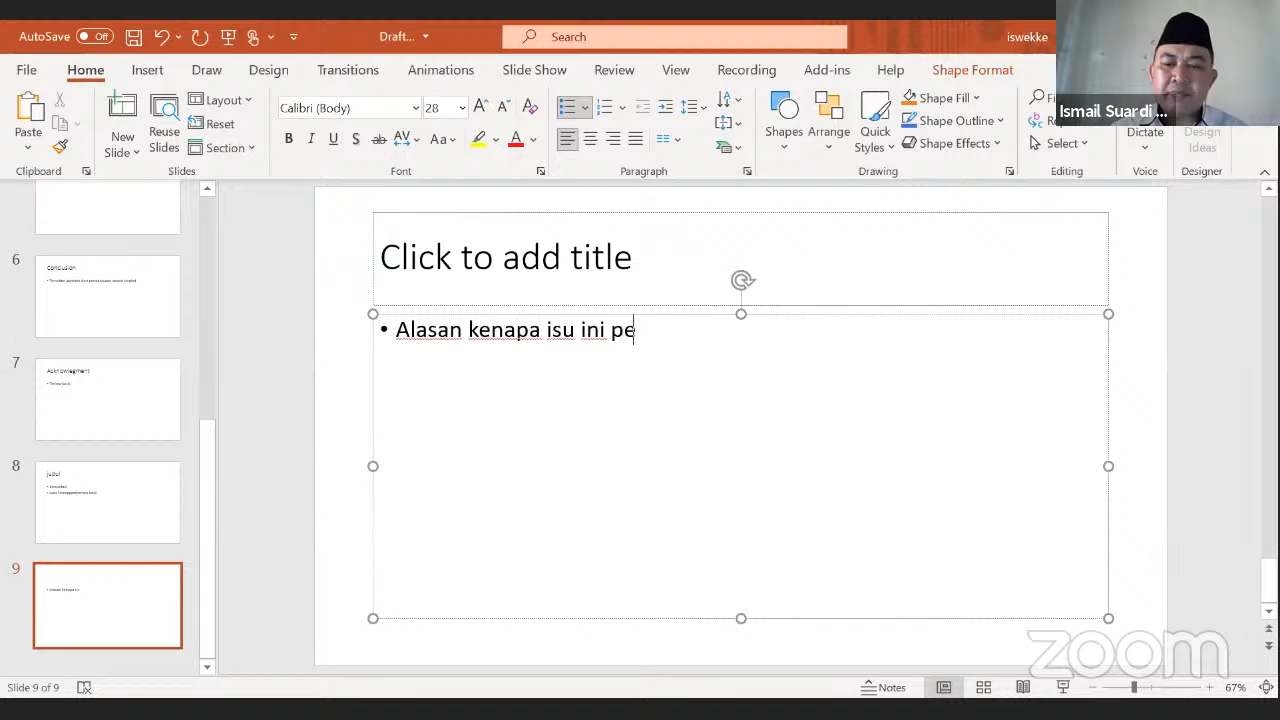 AutoSave Off Draft... Search iswekke
File Home Insert Draw Design Transitions Animations Slide Show Review View Recording Add-ins Help Shape Format
Ismail Suardi ...
Paste
New Slide
Reuse Slides
Layout
Reset
Section
Calibri (Body) 28
Shapes
Arrange
Quick Styles
Shape Fill
Shape Outline
Shape Effects
Select
Dictate
Design Ideas
Clipboard Slides Font Paragraph Drawing Editing Voice Designer
Click to add title
• Alasan kenapa isu ini pe
6
Conclusion
7
Acknowlegment
8
judul
9
zoom
Slide 9 of 9 Notes 67%